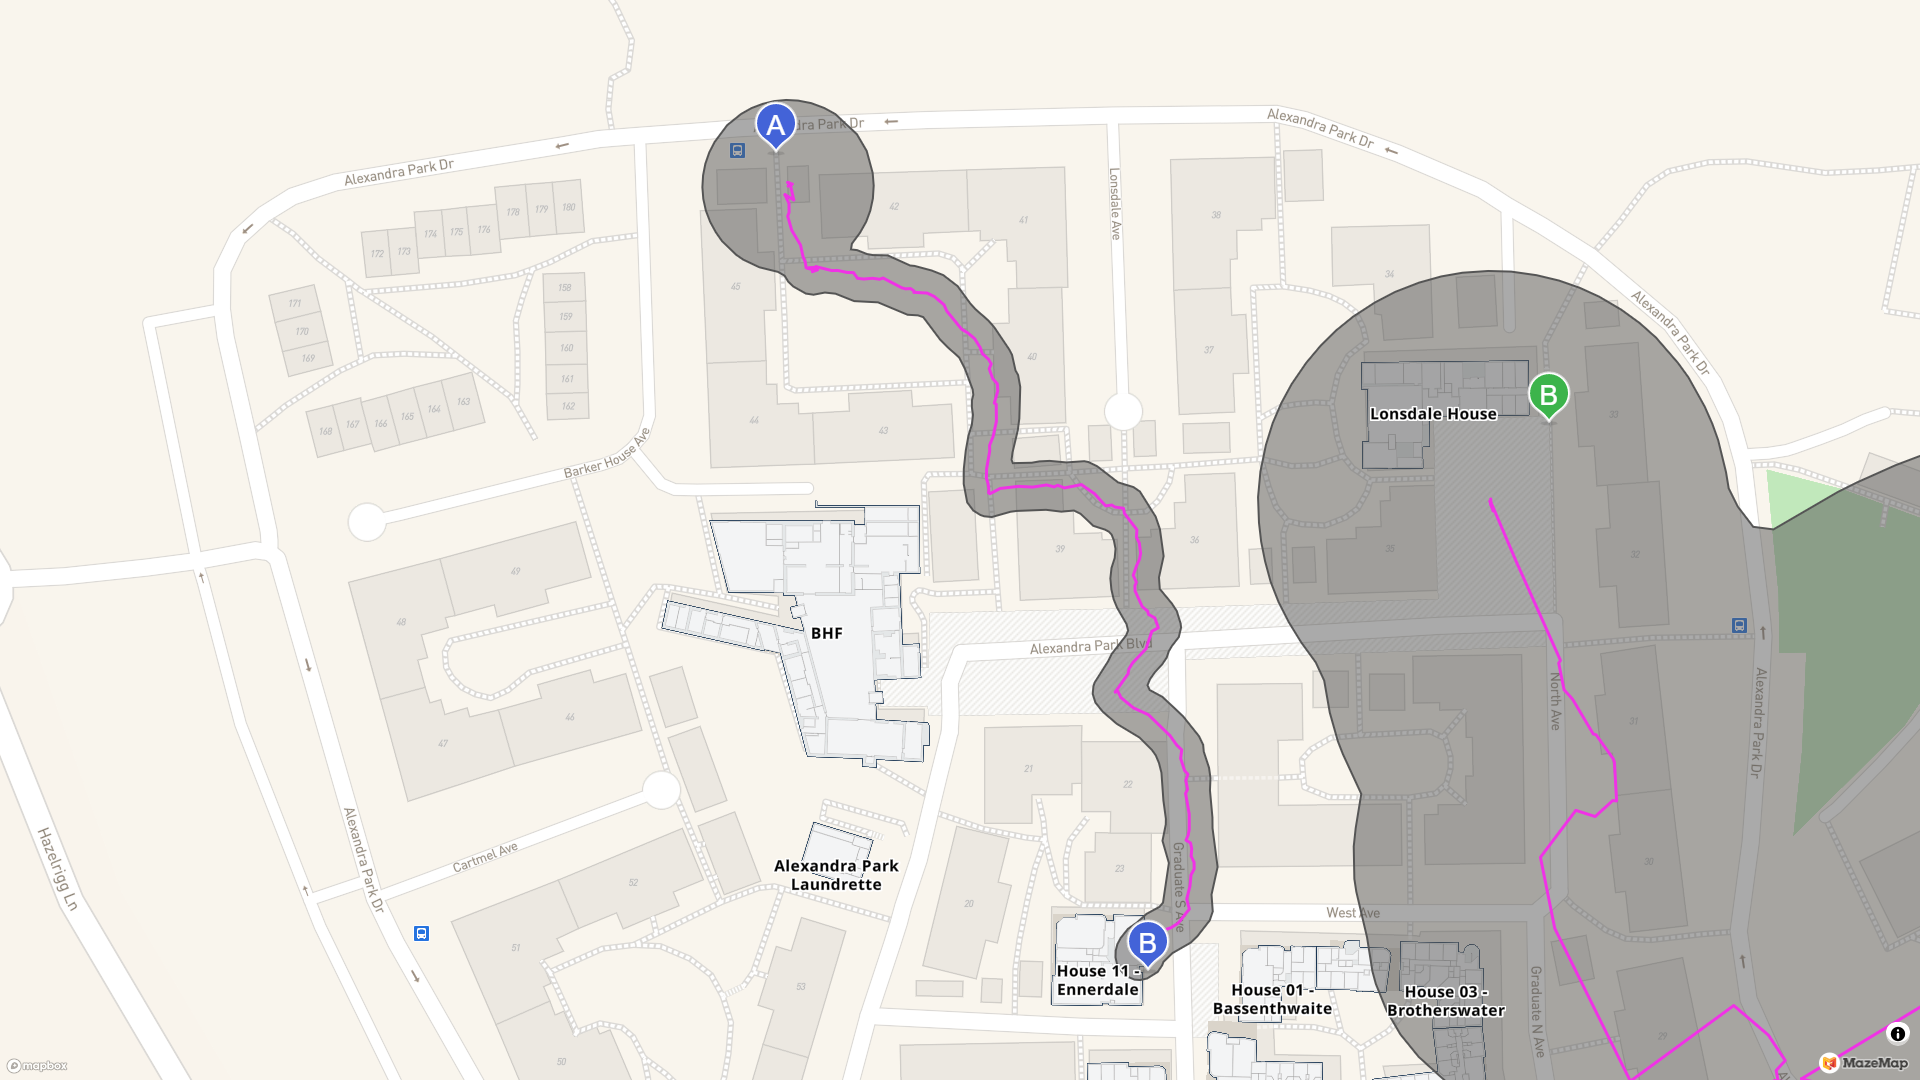 A
Alexandra Park Dr
Alexandra Park Dr
Alexandra Park Dr
180
179
178
176
175
174
173
172
Lonsdale Ave
42
41
38
34
45
158
171
159
170
160
169
161
162
40
37
Alexandra Park Dr
B
Lonsdale House
163
164
165
166
167
168
44
43
33
Barker House Ave
39
36
35
32
49
48
BHF
Alexandra Park Blvd
47
46
North Ave
31
Alexandra Park Dr
21
22
23
Hazelrigg Ln
Alexandra Park Dr
Cartmel Ave
Alexandra Park
Laundrette
52
20
Graduate S Ave
30
West Ave
B
51
House 11 -
Ennerdale
House 01 -
Bassenthwaite
House 03 -
Brotherswater
53
Graduate N Ave
29
50
mapbox
MazeMap